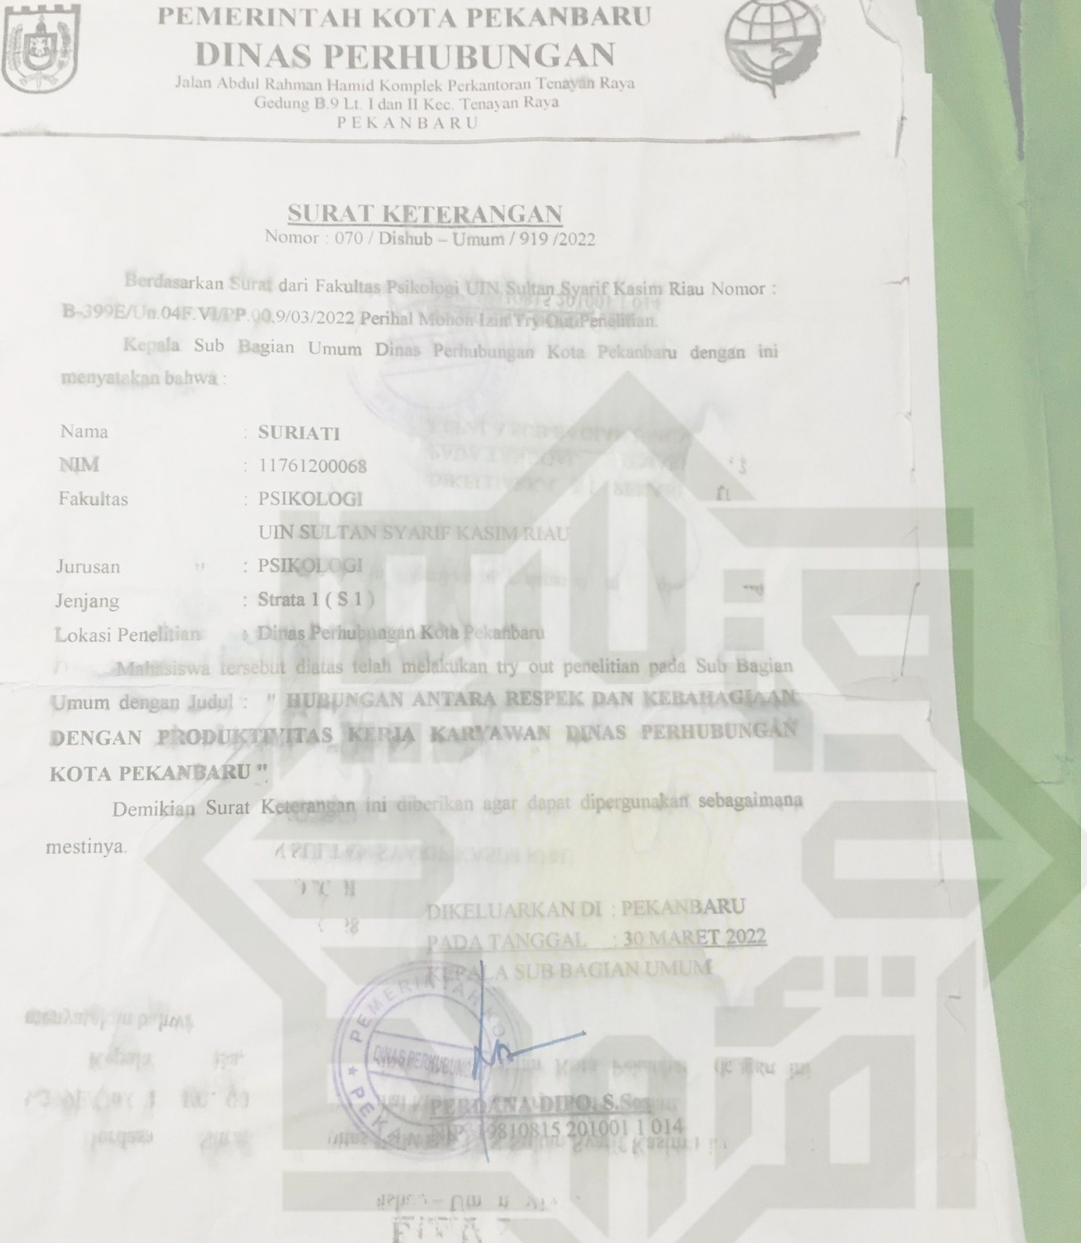 PEMERINTAH KOTA PEKANBARU
DINAS PERHUBUNGAN
Jalan Abdul Rahman Hamid Komplek Perkantoran Tenayan Raya
Gedung B.9 Lt. I dan II Kec. Tenayan Raya
PEKANBARU
SURAT KETERANGAN
Nomor : 070 / Dishub – Umum / 919 /2022
Berdasarkan Surat dari Fakultas Psikologi UIN Sultan Syarif Kasim Riau Nomor :
B-399E/Un.04F.VI/PP.00.9/03/2022 Perihal Mohon Izin Try Out Penelitian.
Kepala Sub Bagian Umum Dinas Perhubungan Kota Pekanbaru dengan ini
menyatakan bahwa :
Nama : SURIATI
NIM : 11761200068
Fakultas : PSIKOLOGI
UIN SULTAN SYARIF KASIM RIAU
Jurusan : PSIKOLOGI
Jenjang : Strata 1 ( S 1 )
Lokasi Penelitian : Dinas Perhubungan Kota Pekanbaru
Mahasiswa tersebut diatas telah melakukan try out penelitian pada Sub Bagian
Umum dengan Judul : " HUBUNGAN ANTARA RESPEK DAN KEBAHAGIAAN
DENGAN PRODUKTIVITAS KERJA KARYAWAN DINAS PERHUBUNGAN
KOTA PEKANBARU ".
Demikian Surat Keterangan ini diberikan agar dapat dipergunakan sebagaimana
mestinya.
DIKELUARKAN DI : PEKANBARU
PADA TANGGAL : 30 MARET 2022
KEPALA SUB BAGIAN UMUM
PERDANA DIPO, S.Sos
NIP. 19810815 201001 1 014